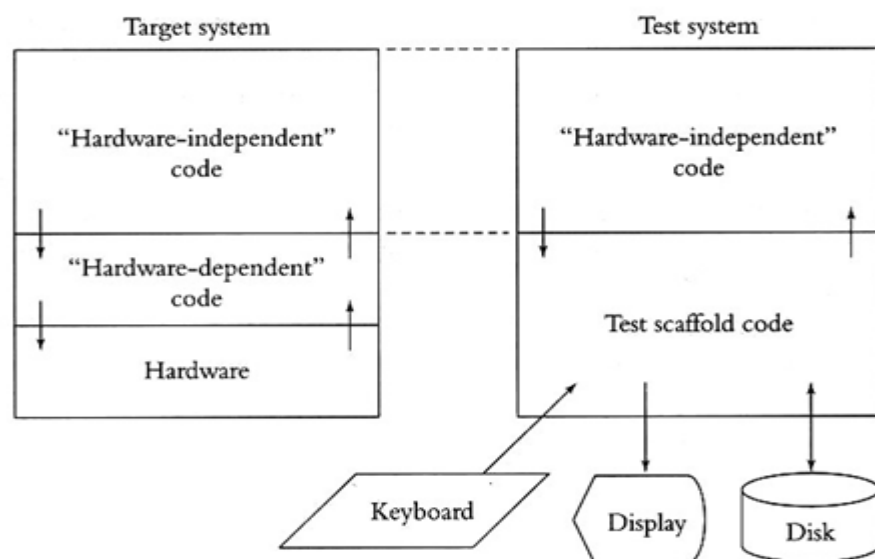 Target system
Test system
“Hardware-independent”
code
“Hardware-independent”
code
“Hardware-dependent”
code
Test scaffold code
Hardware
Keyboard
Display
Disk